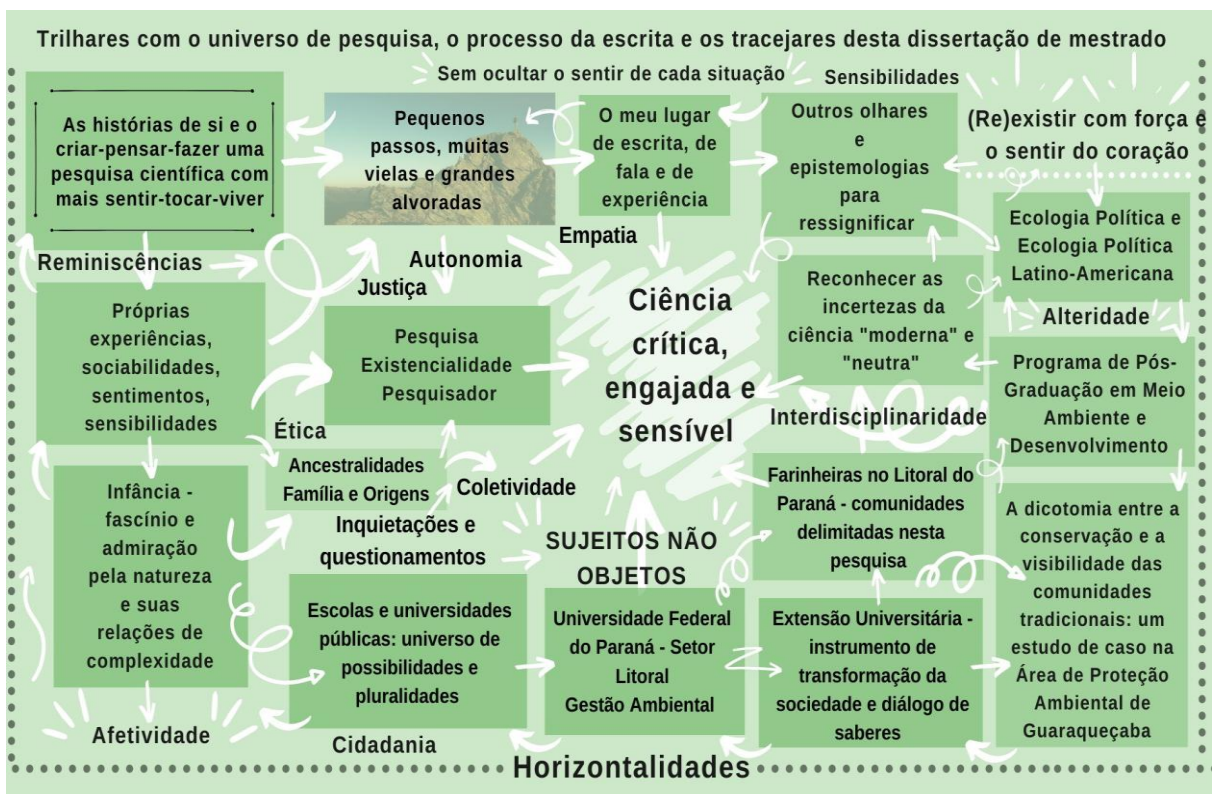 Trilhares com o universo de pesquisa, o processo da escrita e os tracejares desta dissertação de mestrado
Sem ocultar o sentir de cada situação
Sensibilidades
As histórias de si e o
criar-pensar-fazer uma
pesquisa científica com
mais sentir-tocar-viver
Pequenos
passos, muitas
vielas e grandes
alvoradas
O meu lugar
de escrita, de
fala e de
experiência
Outros olhares
e
epistemologias
para
ressignificar
(Re)existir com força e
o sentir do coração
Reminiscências
Autonomia
Empatia
Justiça
Ecologia Política e
Ecologia Política
Latino-Americana
Próprias
experiências,
sociabilidades,
sentimentos,
sensibilidades
Pesquisa
Existencialidade
Pesquisador
Ciência
crítica,
engajada e
sensível
Reconhecer as
incertezas da
ciência "moderna" e
"neutra"
Alteridade
Programa de Pós-
Graduação em Meio
Ambiente e
Desenvolvimento
Interdisciplinaridade
Ética
Ancestralidades
Família e Origens
Coletividade
Inquietações e
questionamentos
Infância -
fascínio e
admiração
pela natureza
e suas
relações de
complexidade
SUJEITOS NÃO
OBJETOS
Farinheiras no Litoral do
Paraná - comunidades
delimitadas nesta
pesquisa
A dicotomia entre a
conservação e a
visibilidade das
comunidades
tradicionais: um
estudo de caso na
Área de Proteção
Ambiental de
Guaraqueçaba
Escolas e universidades
públicas: universo de
possibilidades e
pluralidades
Universidade Federal
do Paraná - Setor
Litoral
Gestão Ambiental
Extensão Universitária -
instrumento de
transformação da
sociedade e diálogo de
saberes
Afetividade
Cidadania
Horizontalidades